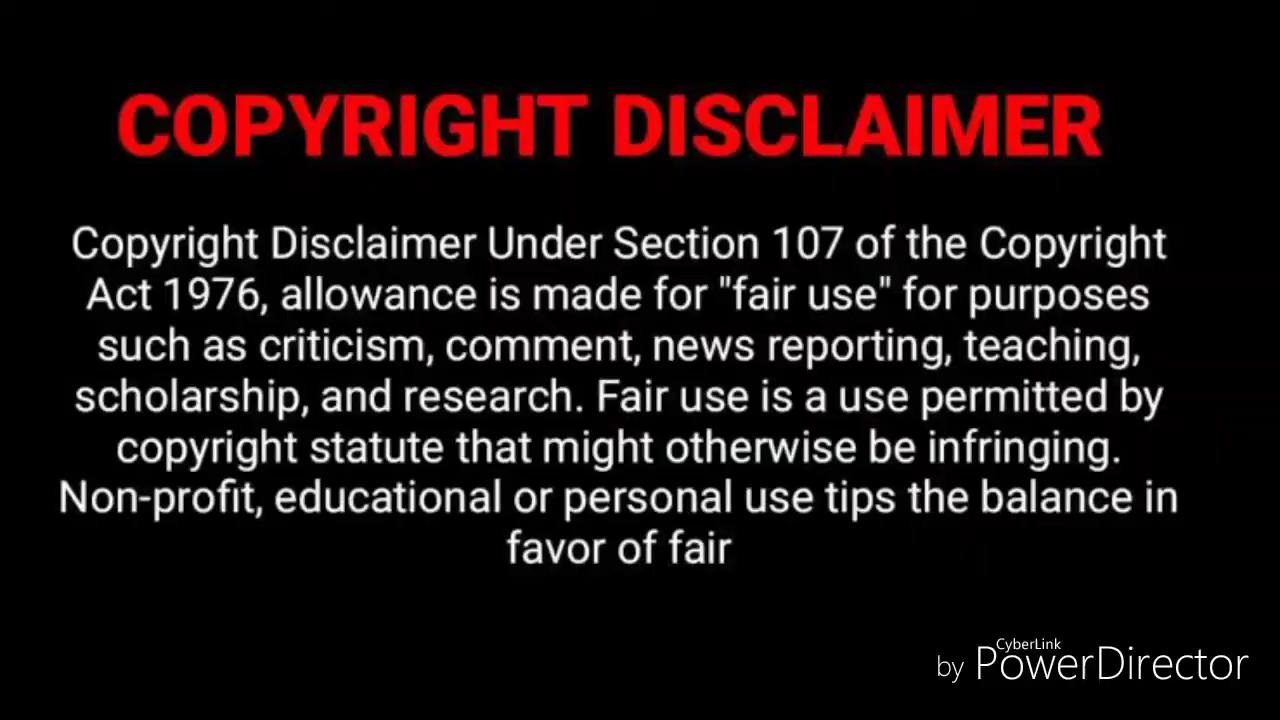 COPYRIGHT DISCLAIMER
Copyright Disclaimer Under Section 107 of the Copyright
Act 1976, allowance is made for "fair use" for purposes
such as criticism, comment, news reporting, teaching,
scholarship, and research. Fair use is a use permitted by
copyright statute that might otherwise be infringing.
Non-profit, educational or personal use tips the balance in
favor of fair
CyberLink
by PowerDirector